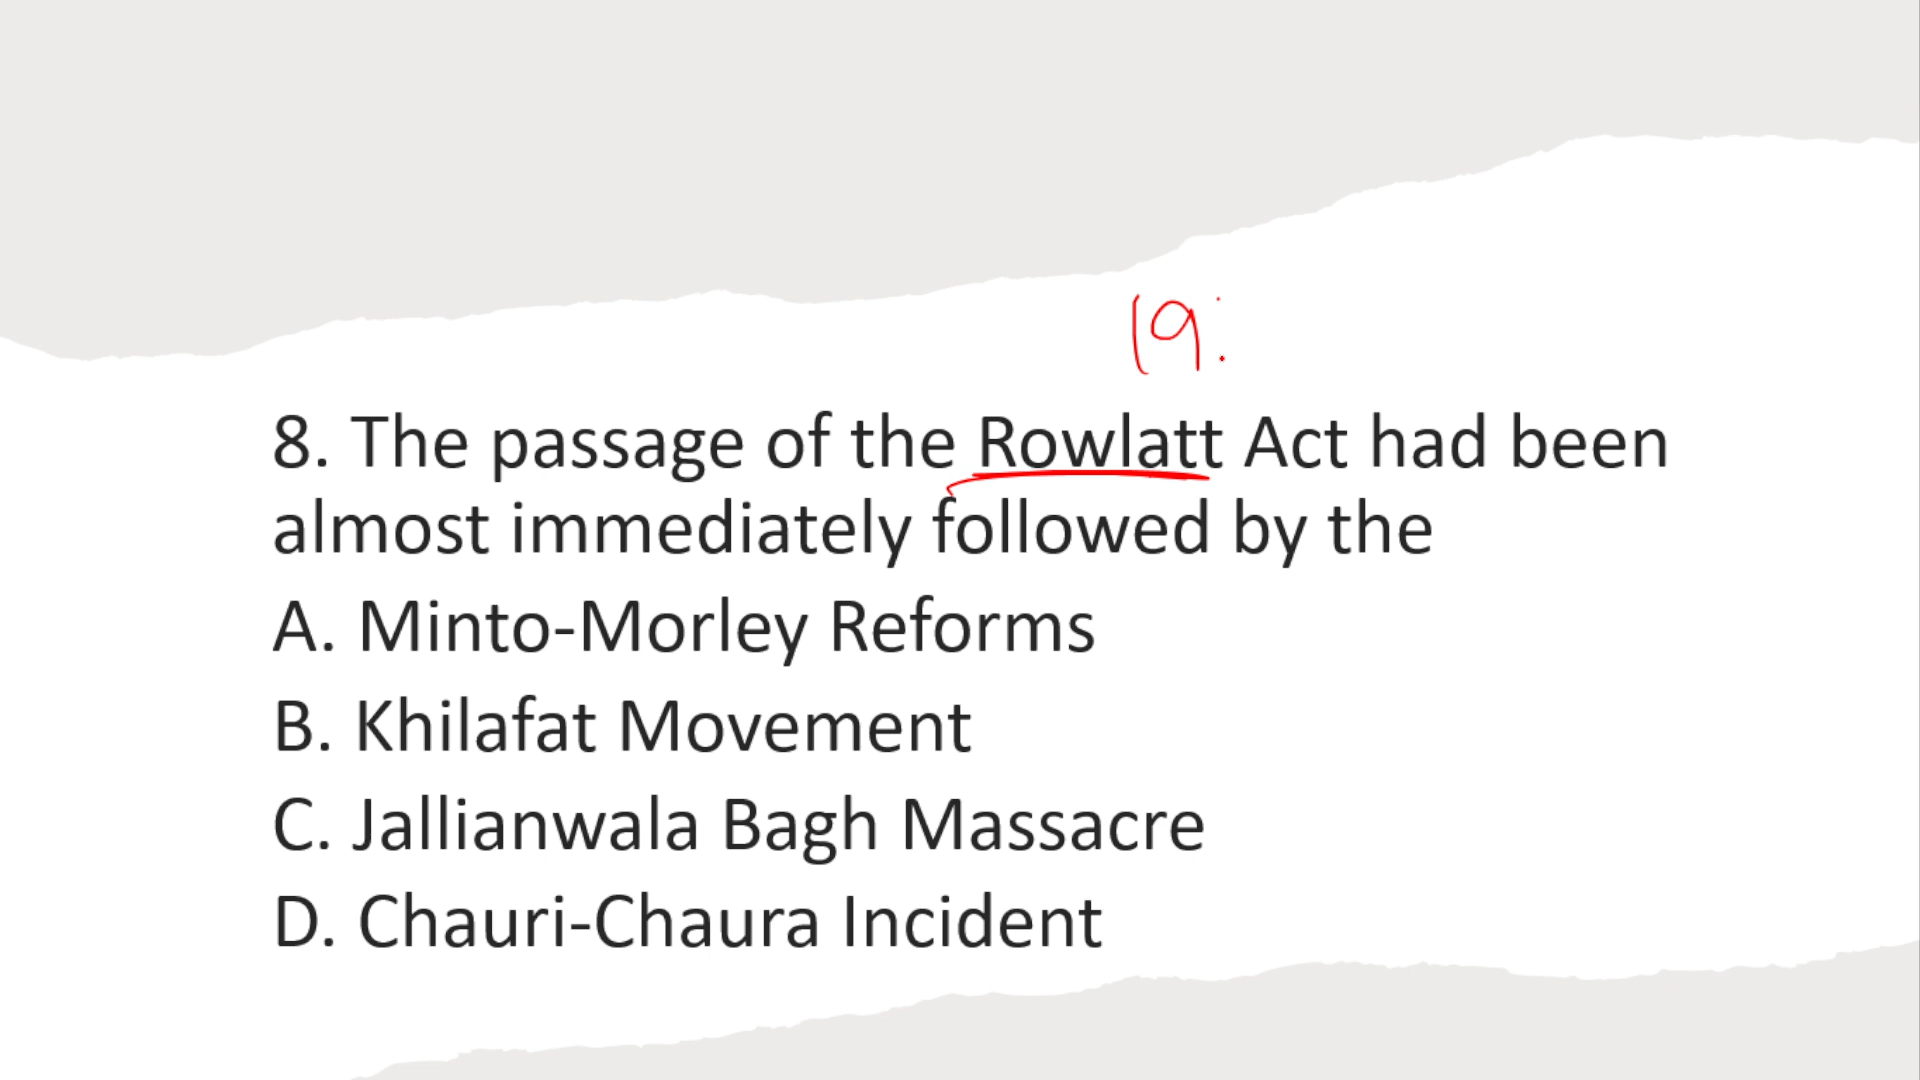 19:
8. The passage of the Rowlatt Act had been
almost immediately followed by the
A. Minto-Morley Reforms
B. Khilafat Movement
C. Jallianwala Bagh Massacre
D. Chauri-Chaura Incident